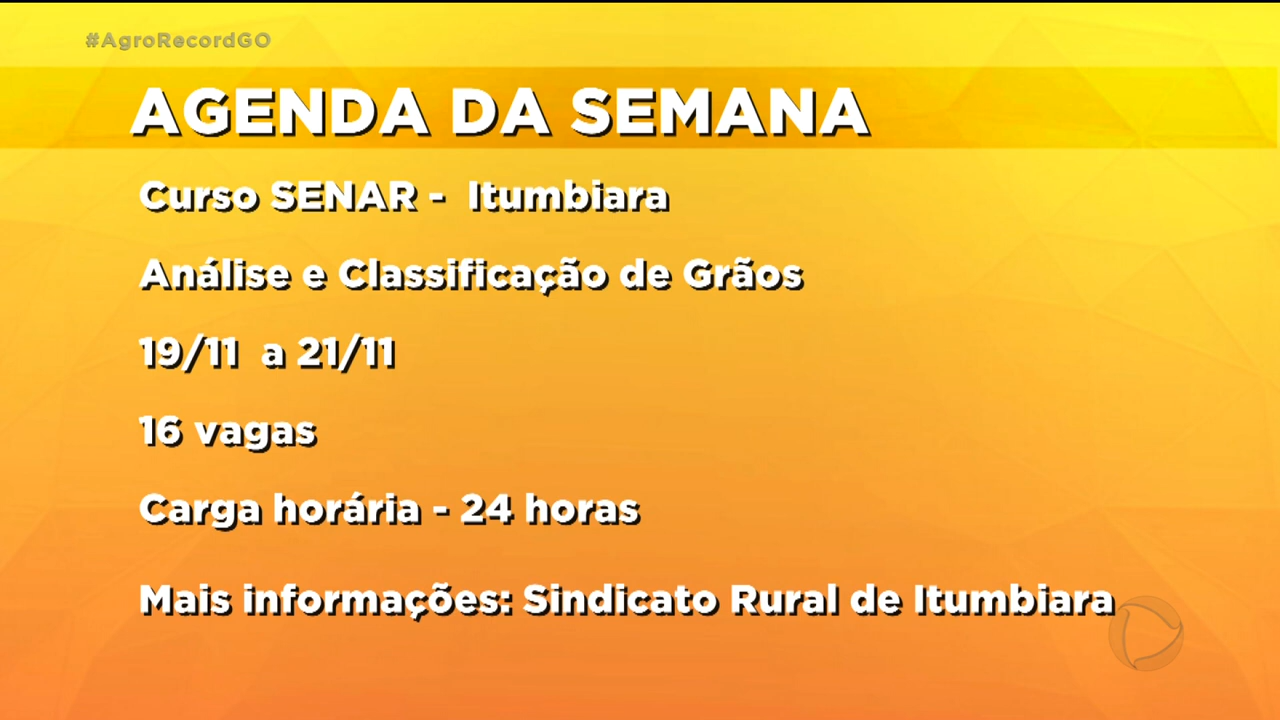 #AgroRecordGO
AGENDA DA SEMANA
Curso SENAR - Itumbiara
Análise e Classificação de Grãos
19/11 a 21/11
16 vagas
Carga horária - 24 horas
Mais informações: Sindicato Rural de Itumbiara